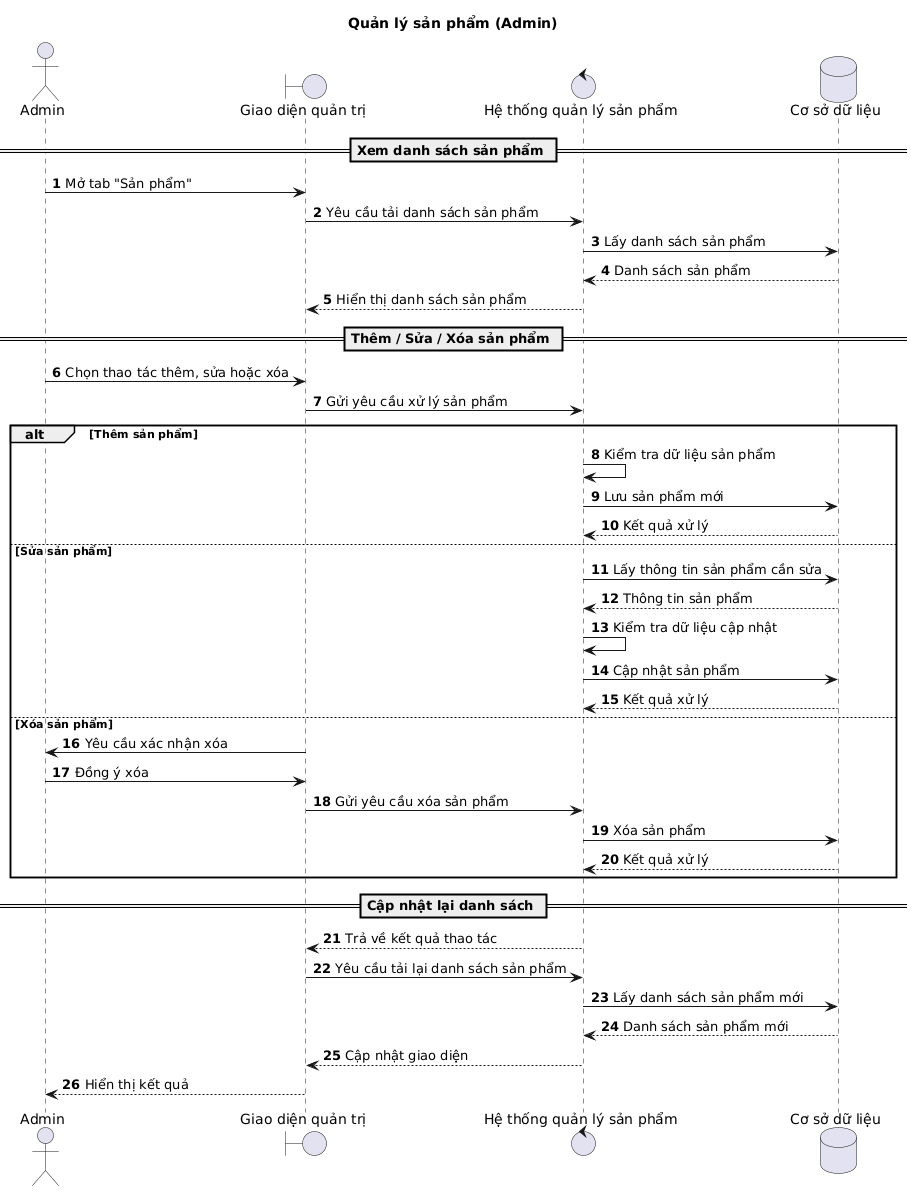 Quản lý sản phẩm (Admin)
Admin
Giao diện quản trị
Hệ thống quản lý sản phẩm
Cơ sở dữ liệu
Xem danh sách sản phẩm
1 Mở tab "Sản phẩm"
2 Yêu cầu tải danh sách sản phẩm
3 Lấy danh sách sản phẩm
4 Danh sách sản phẩm
5 Hiển thị danh sách sản phẩm
Thêm / Sửa / Xóa sản phẩm
6 Chọn thao tác thêm, sửa hoặc xóa
7 Gửi yêu cầu xử lý sản phẩm
alt [Thêm sản phẩm]
8 Kiểm tra dữ liệu sản phẩm
9 Lưu sản phẩm mới
10 Kết quả xử lý
[Sửa sản phẩm]
11 Lấy thông tin sản phẩm cần sửa
12 Thông tin sản phẩm
13 Kiểm tra dữ liệu cập nhật
14 Cập nhật sản phẩm
15 Kết quả xử lý
[Xóa sản phẩm]
16 Yêu cầu xác nhận xóa
17 Đồng ý xóa
18 Gửi yêu cầu xóa sản phẩm
19 Xóa sản phẩm
20 Kết quả xử lý
Cập nhật lại danh sách
21 Trả về kết quả thao tác
22 Yêu cầu tải lại danh sách sản phẩm
23 Lấy danh sách sản phẩm mới
24 Danh sách sản phẩm mới
25 Cập nhật giao diện
26 Hiển thị kết quả
Admin
Giao diện quản trị
Hệ thống quản lý sản phẩm
Cơ sở dữ liệu